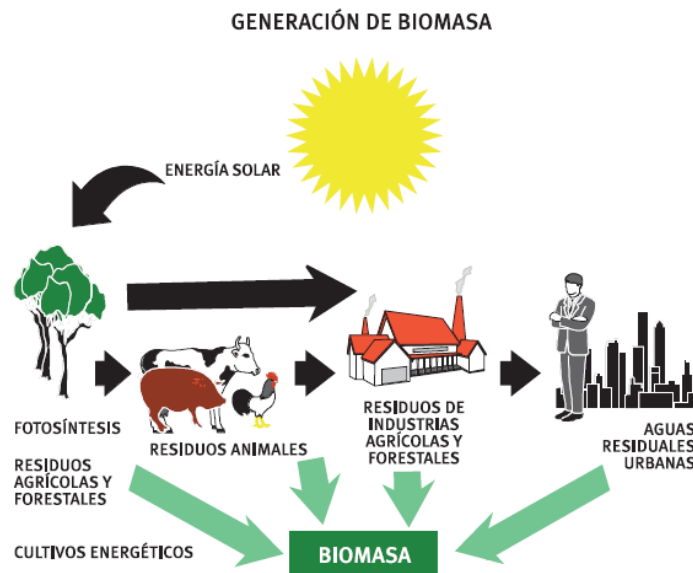 GENERACIÓN DE BIOMASA
ENERGÍA SOLAR
FOTOSÍNTESIS
RESIDUOS
AGRÍCOLAS Y
FORESTALES
CULTIVOS ENERGÉTICOS
RESIDUOS ANIMALES
RESIDUOS DE
INDUSTRIAS
AGRÍCOLAS Y
FORESTALES
AGUAS
RESIDUALES
URBANAS
BIOMASA